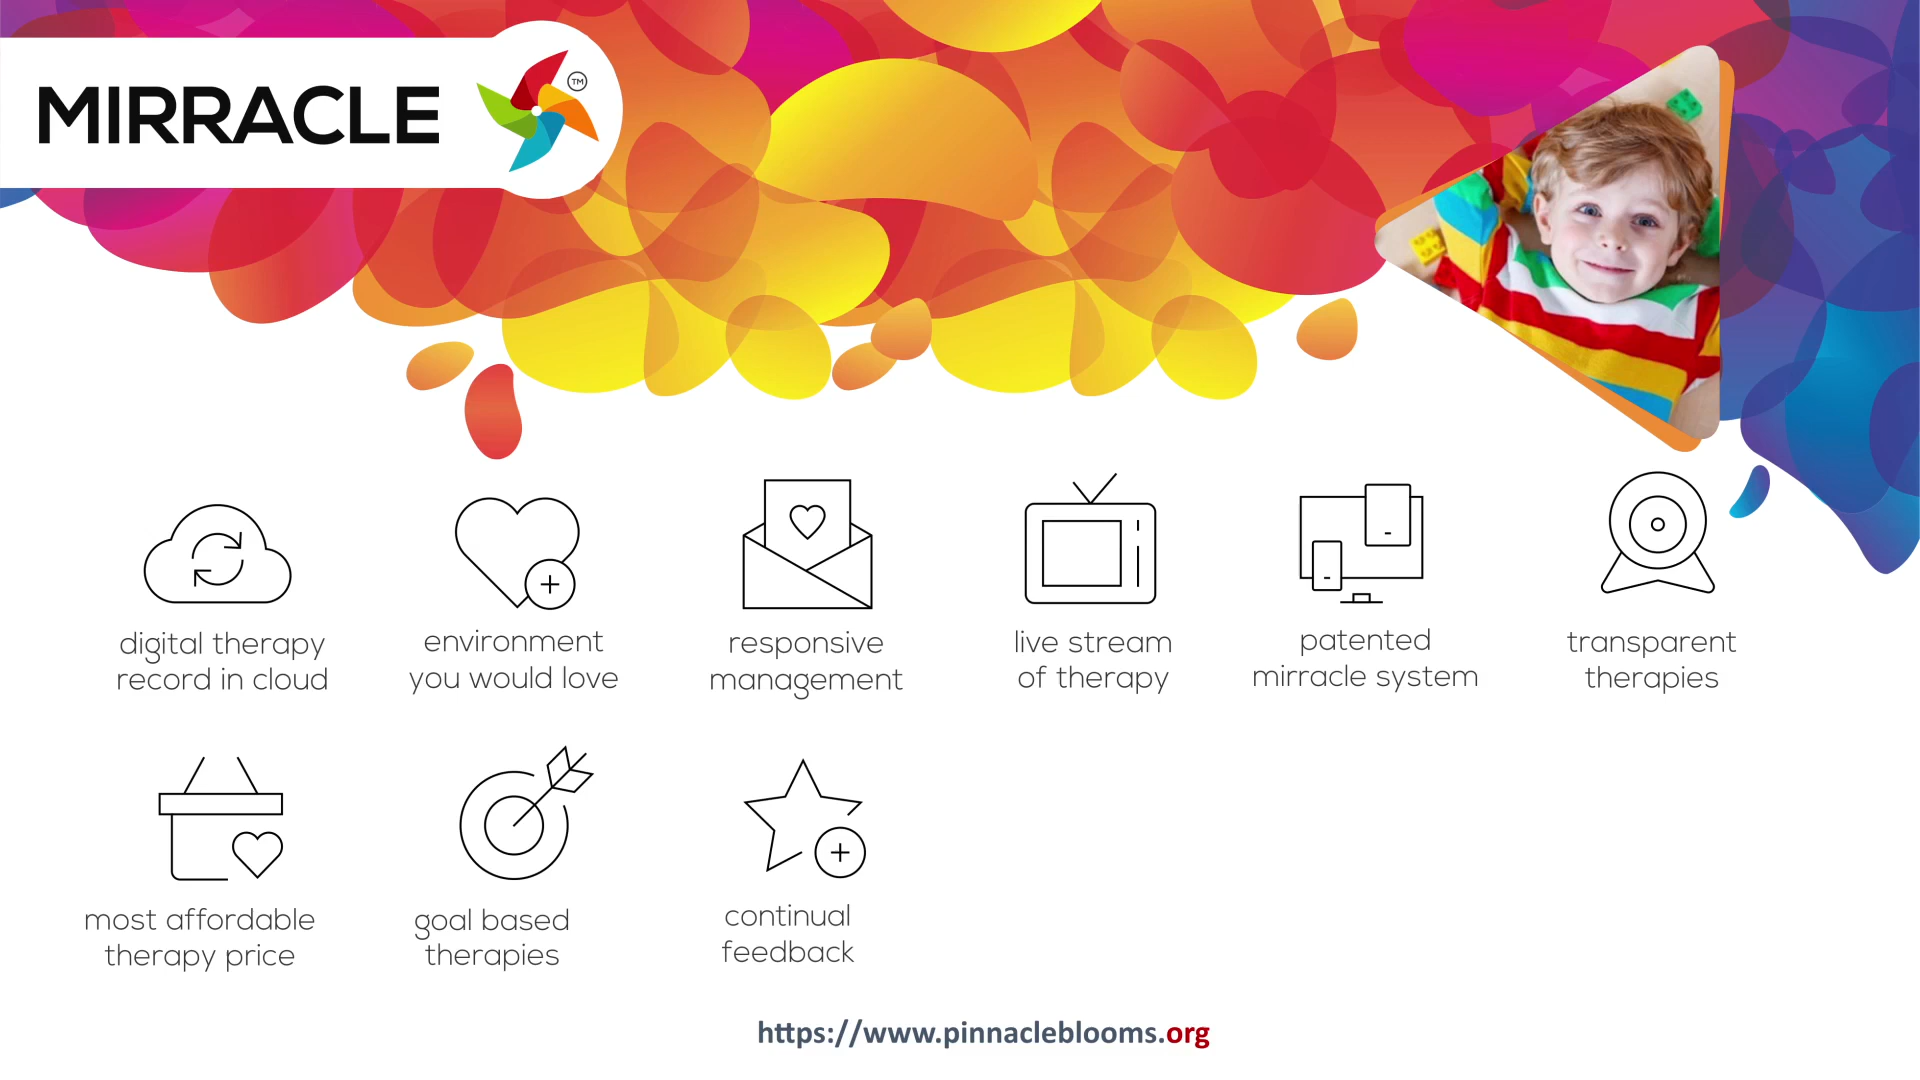 MIRRACLE
TM
digital therapy
record in cloud
environment
you would love
responsive
management
live stream
of therapy
patented
mirracle system
transparent
therapies
most affordable
therapy price
goal based
therapies
continual
feedback
https://www.pinnacleblooms.org